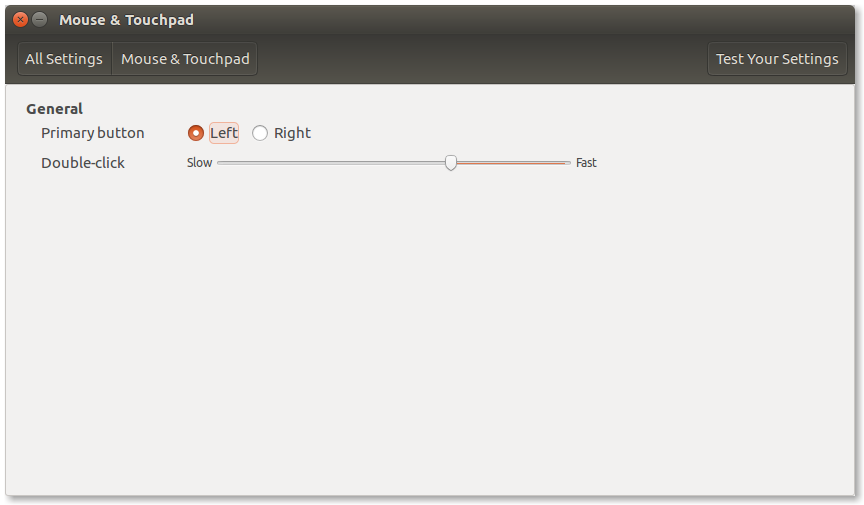 Mouse & Touchpad
All Settings Mouse & Touchpad Test Your Settings
General
Primary button Left Right
Double-click Slow Fast